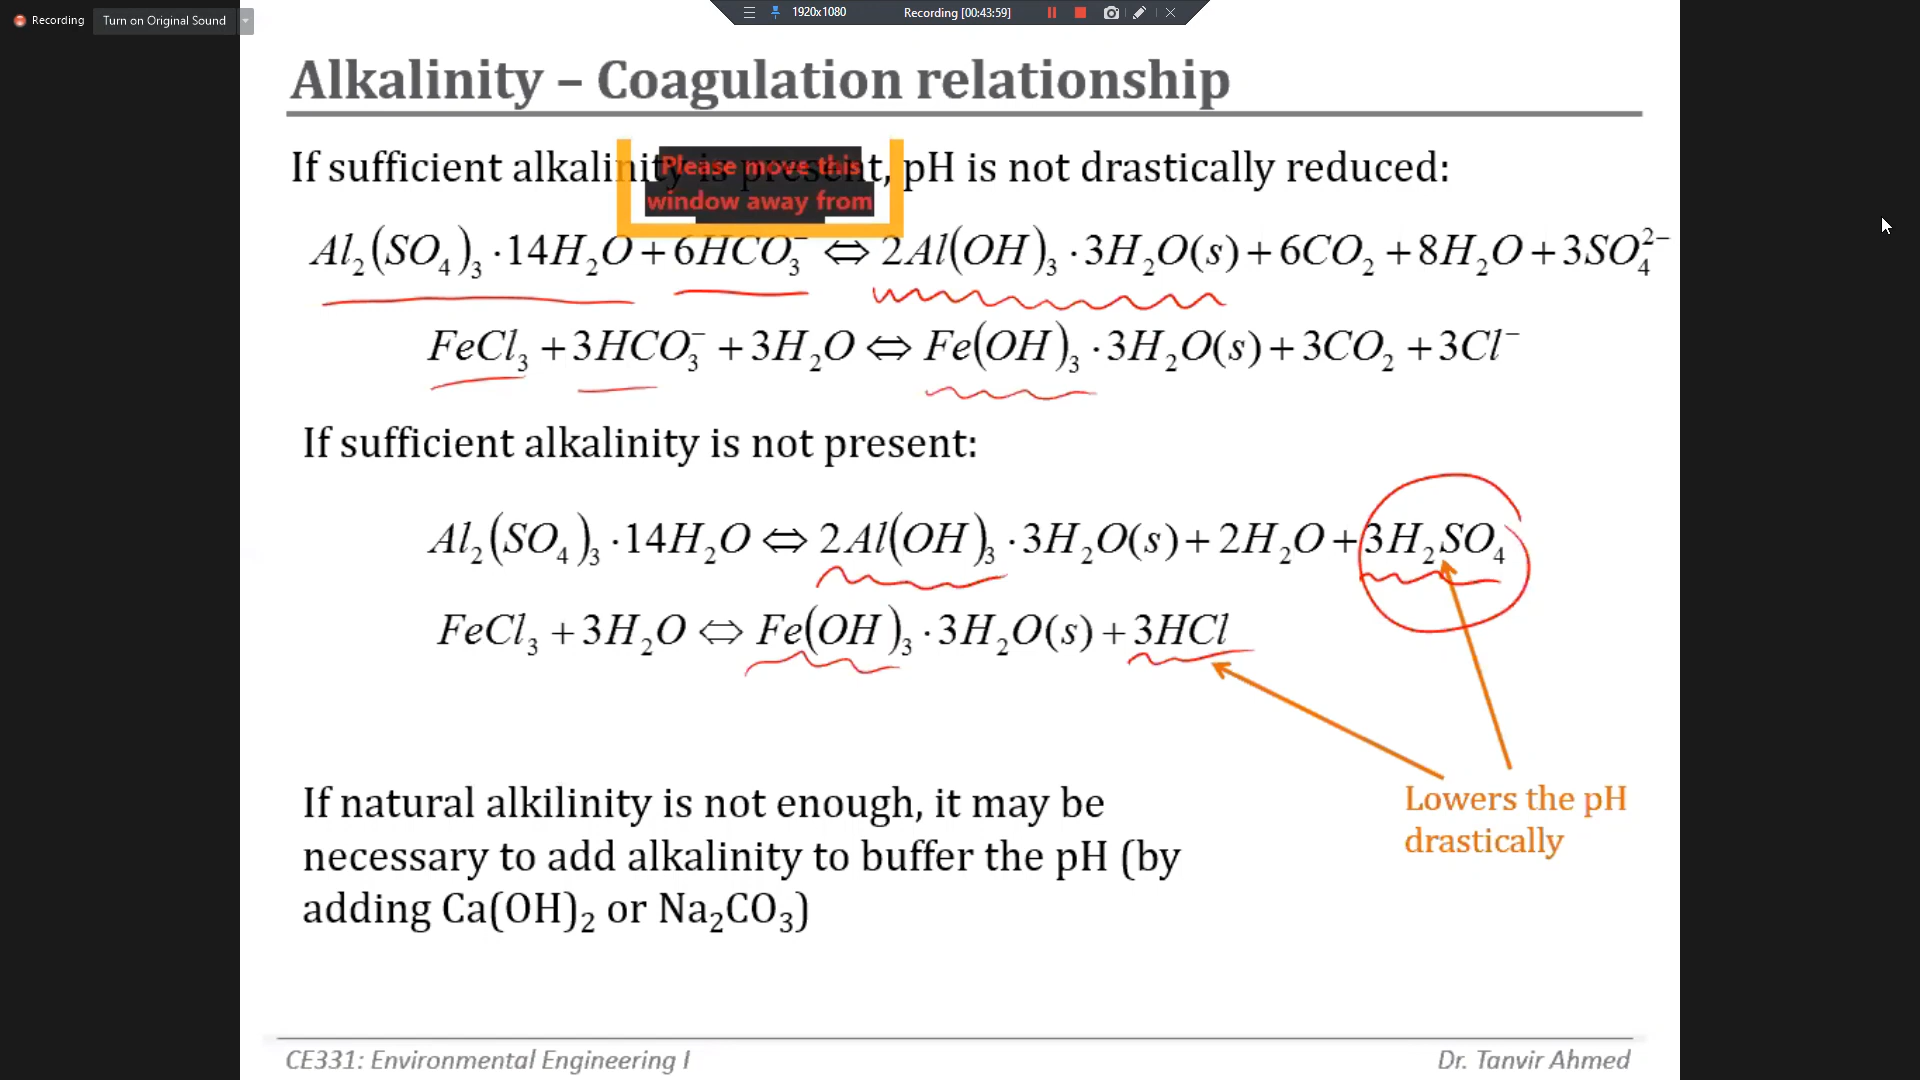 Recording
Turn on Original Sound
1920x1080
Recording [00:43:59]
Alkalinity – Coagulation relationship
If sufficient alkalinity is present, pH is not drastically reduced:
Please move this
window away from
Al₂(SO₄)₃·14H₂O + 6HCO₃⁻ ⇔ 2Al(OH)₃·3H₂O(s) + 6CO₂ + 8H₂O + 3SO₄²⁻
FeCl₃ + 3HCO₃⁻ + 3H₂O ⇔ Fe(OH)₃·3H₂O(s) + 3CO₂ + 3Cl⁻
If sufficient alkalinity is not present:
Al₂(SO₄)₃·14H₂O ⇔ 2Al(OH)₃·3H₂O(s) + 2H₂O + 3H₂SO₄
FeCl₃ + 3H₂O ⇔ Fe(OH)₃·3H₂O(s) + 3HCl
If natural alkilinity is not enough, it may be
necessary to add alkalinity to buffer the pH (by
adding Ca(OH)₂ or Na₂CO₃)
Lowers the pH
drastically
CE331: Environmental Engineering I
Dr. Tanvir Ahmed